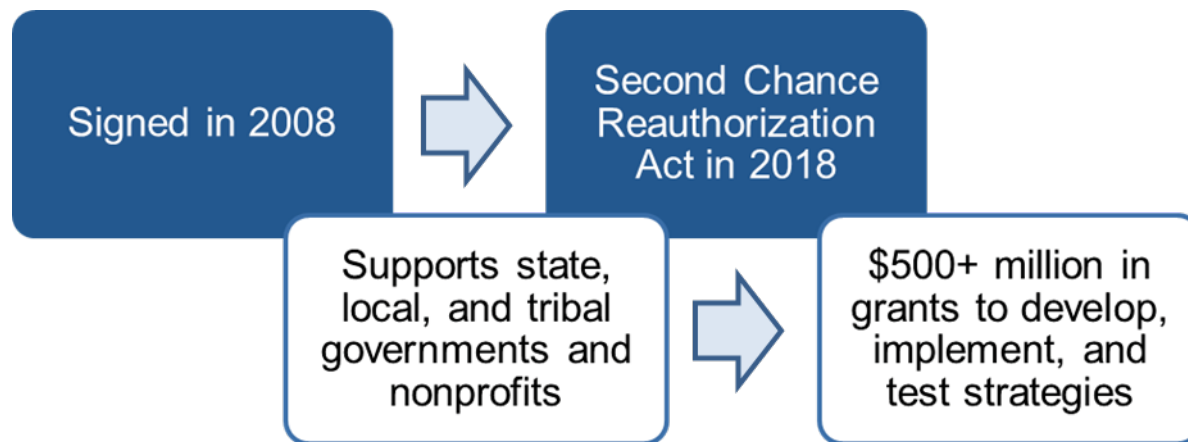 Signed in 2008
Second Chance
Reauthorization
Act in 2018
Supports state,
local, and tribal
governments and
nonprofits
$500+ million in
grants to develop,
implement, and
test strategies